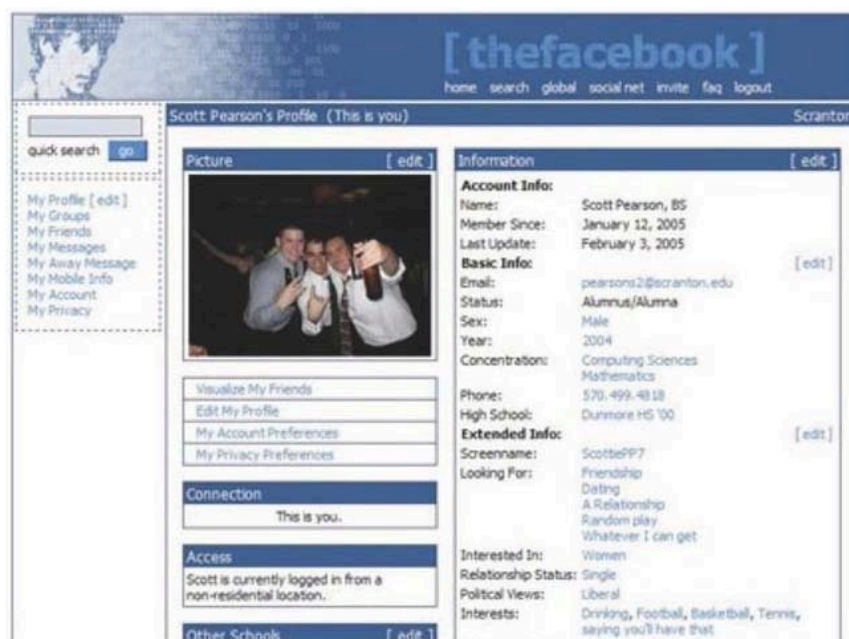 [ thefacebook ]
home search global social net invite faq logout
quick search go
My Profile [ edit ]
My Groups
My Friends
My Messages
My Away Message
My Mobile Info
My Account
My Privacy
Scott Pearson's Profile (This is you) Scranton
Picture [ edit ]
Visualize My Friends
Edit My Profile
My Account Preferences
My Privacy Preferences
Connection
This is you.
Access
Scott is currently logged in from a
non-residential location.
Other Schools [ edit ]
Information [ edit ]
Account Info:
Name: Scott Pearson, BS
Member Since: January 12, 2005
Last Update: February 3, 2005
Basic Info: [ edit ]
Email: pearsons2@scranton.edu
Status: Alumnus/Alumna
Sex: Male
Year: 2004
Concentration: Computing Sciences
Mathematics
Phone: 570.499.4818
High School: Dunmore HS '00
Extended Info: [ edit ]
Screenname: ScottiePP7
Looking For: Friendship
Dating
A Relationship
Random play
Whatever I can get
Interested In: Women
Relationship Status: Single
Political Views: Liberal
Interests: Drinking, Football, Basketball, Tennis,
saying you'll have that